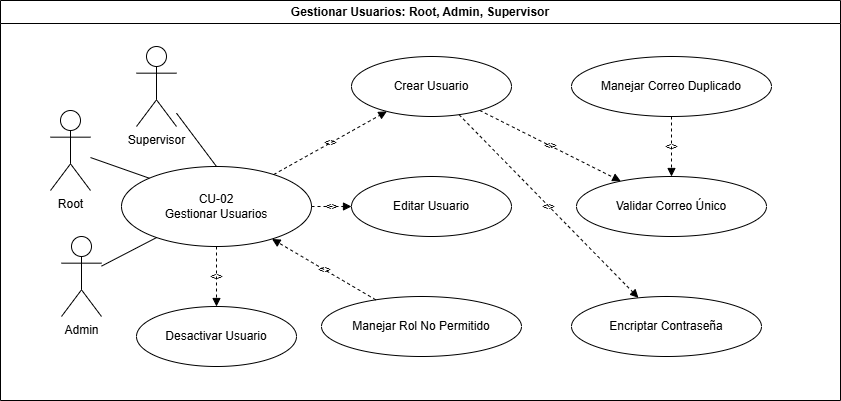 Gestionar Usuarios: Root, Admin, Supervisor
Crear Usuario
Manejar Correo Duplicado
Supervisor
Root
CU-02
Gestionar Usuarios
Editar Usuario
Validar Correo Único
Admin
Desactivar Usuario
Manejar Rol No Permitido
Encriptar Contraseña